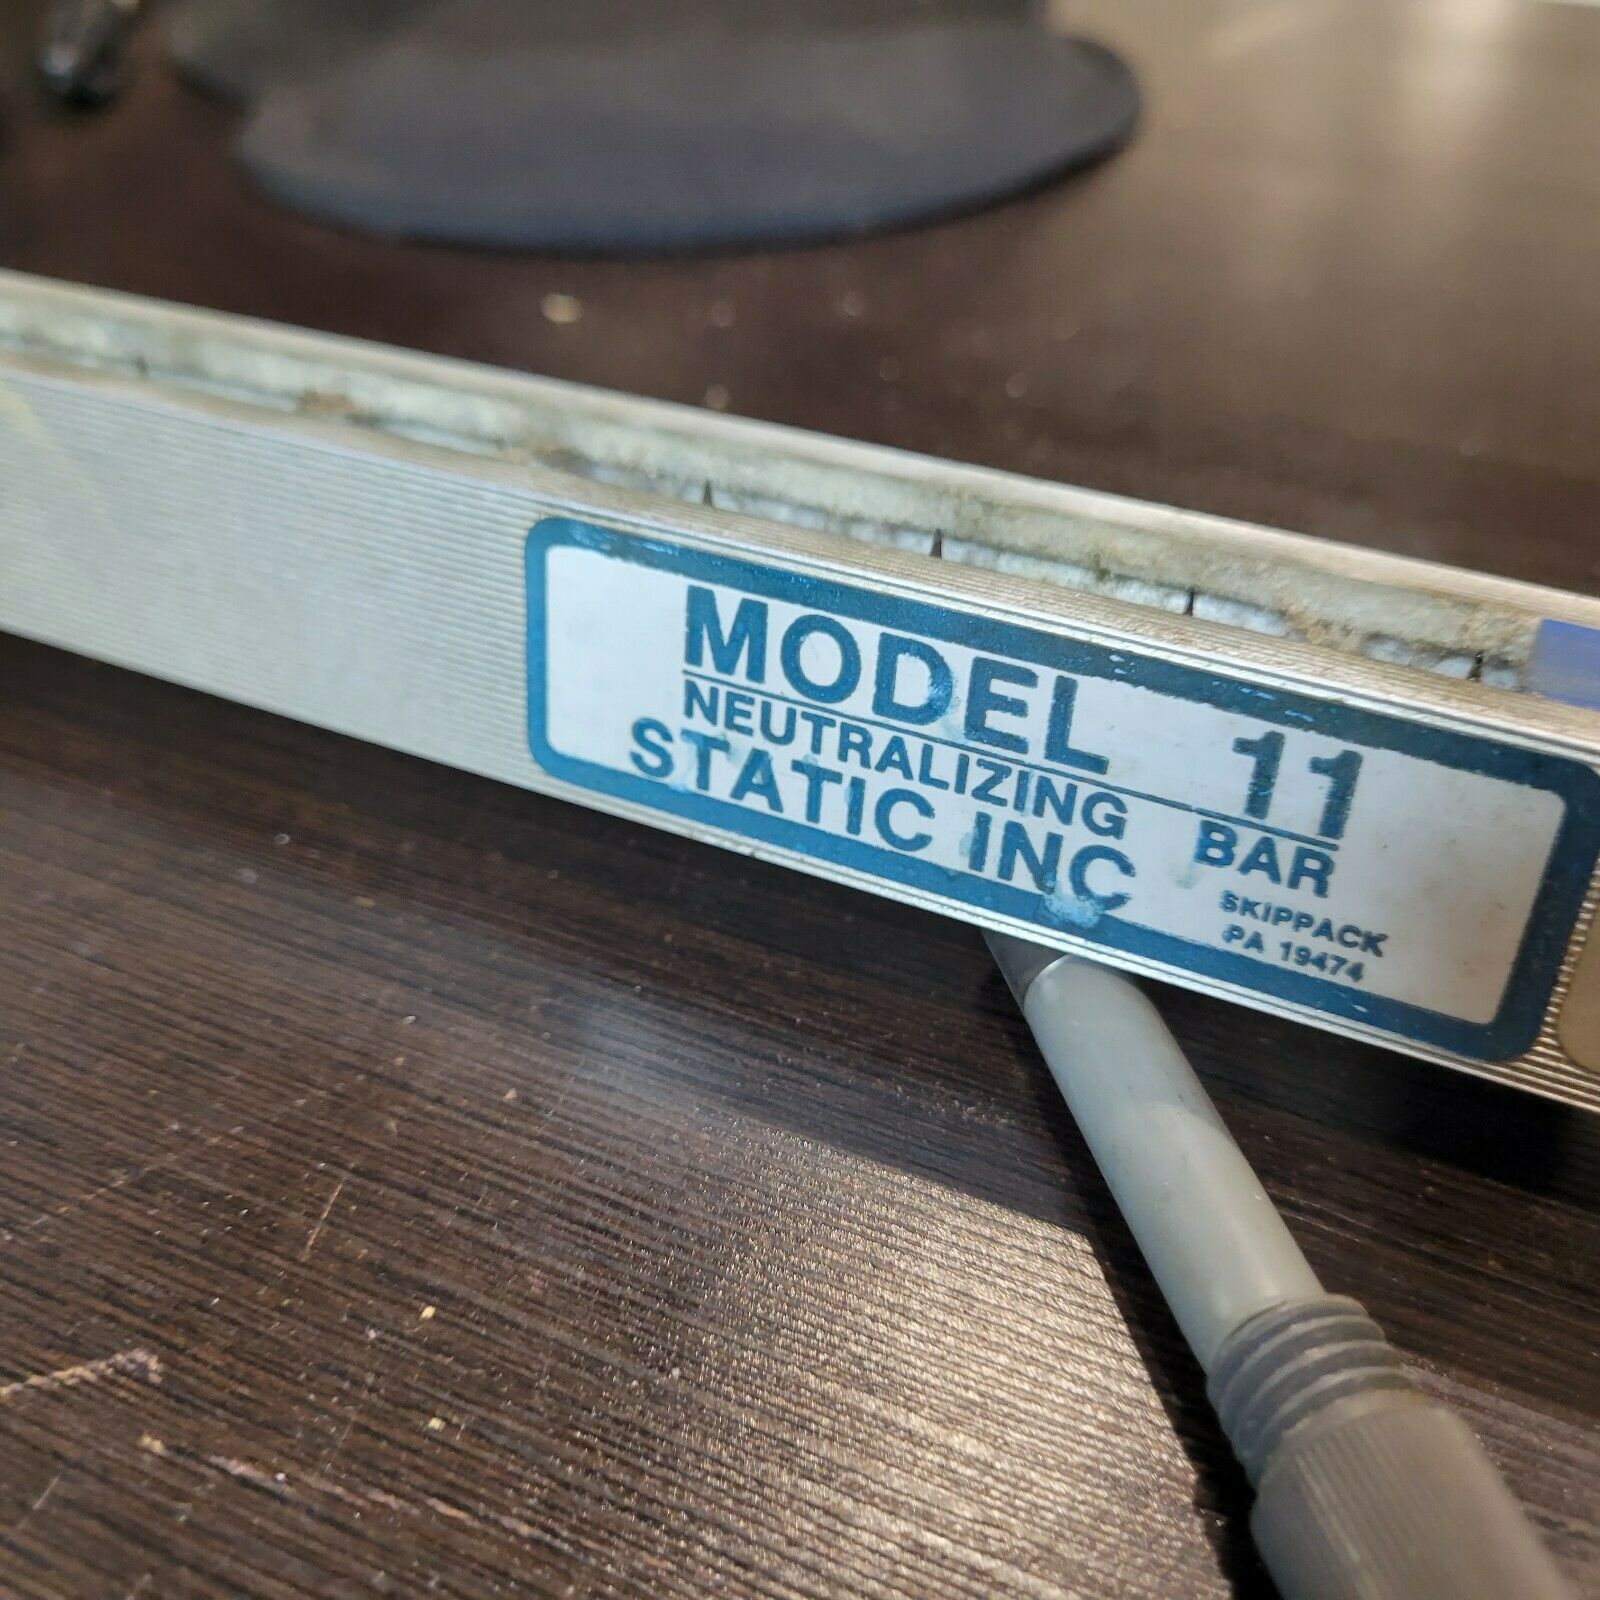 MODEL 11
NEUTRALIZING BAR
STATIC INC
SKIPPACK
PA 19474